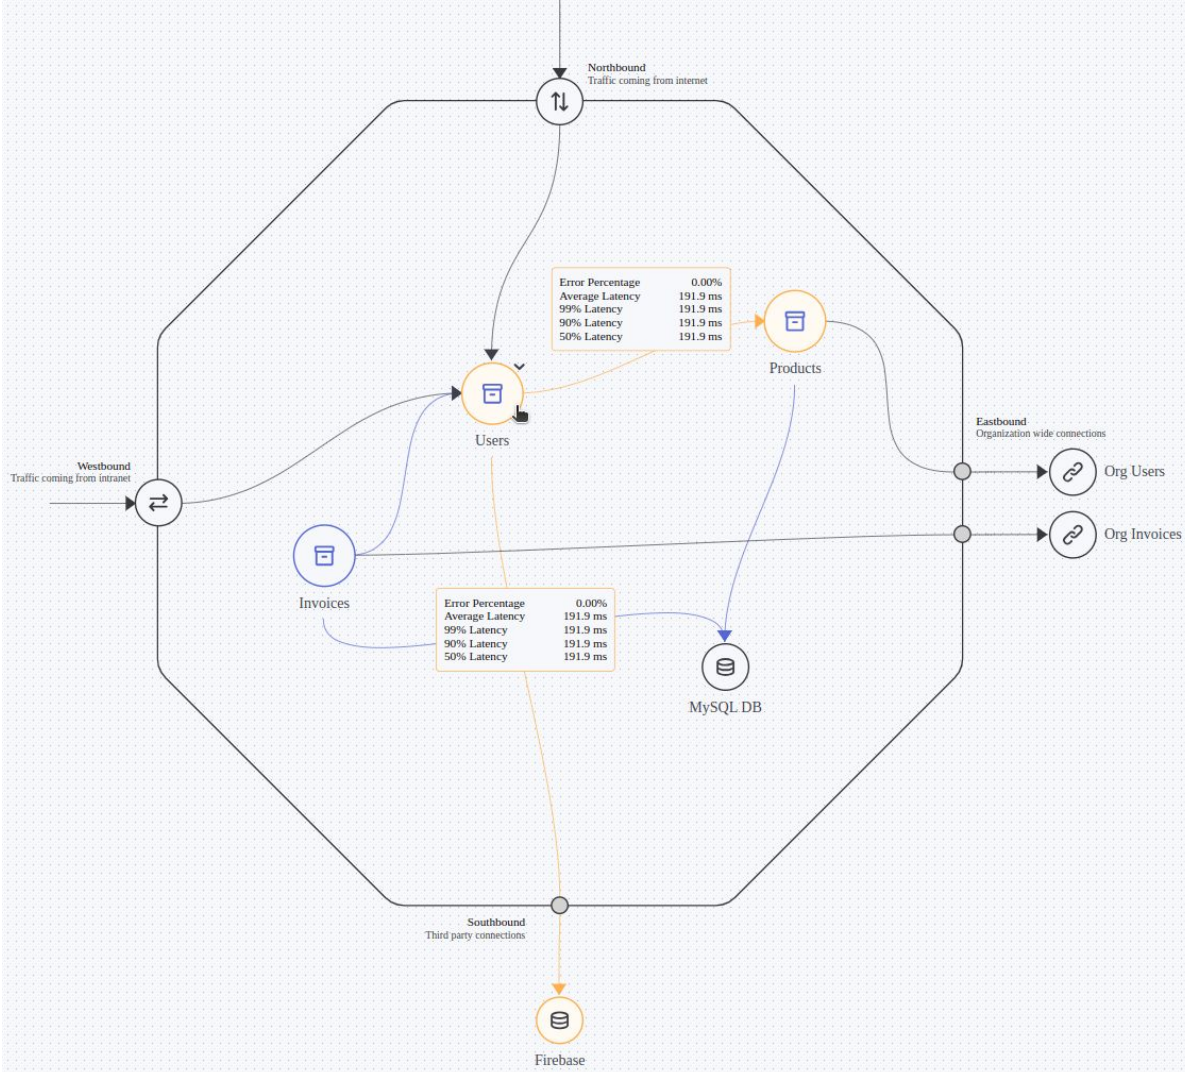 Northbound
Traffic coming from internet
Error Percentage 0.00%
Average Latency 191.9 ms
99% Latency 191.9 ms
90% Latency 191.9 ms
50% Latency 191.9 ms
Products
Users
Eastbound
Organization wide connections
Westbound
Traffic coming from intranet
Org Users
Org Invoices
Invoices
Error Percentage 0.00%
Average Latency 191.9 ms
99% Latency 191.9 ms
90% Latency 191.9 ms
50% Latency 191.9 ms
MySQL DB
Southbound
Third party connections
Firebase